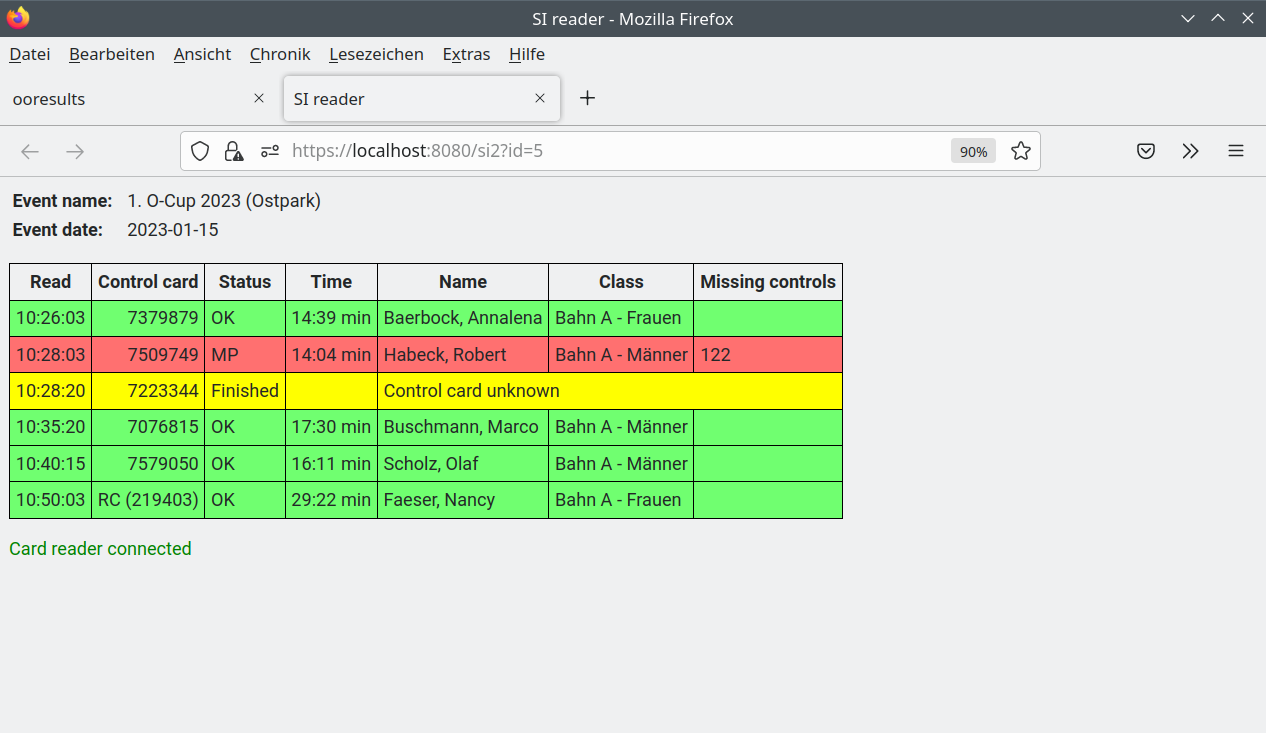 SI reader - Mozilla Firefox
Datei Bearbeiten Ansicht Chronik Lesezeichen Extras Hilfe
ooresults SI reader
https://localhost:8080/si2?id=5 90%
Event name: 1. O-Cup 2023 (Ostpark)
Event date: 2023-01-15
Read Control card Status Time Name Class Missing controls
10:26:03 7379879 OK 14:39 min Baerbock, Annalena Bahn A - Frauen
10:28:03 7509749 MP 14:04 min Habeck, Robert Bahn A - Männer 122
10:28:20 7223344 Finished Control card unknown
10:35:20 7076815 OK 17:30 min Buschmann, Marco Bahn A - Männer
10:40:15 7579050 OK 16:11 min Scholz, Olaf Bahn A - Männer
10:50:03 RC (219403) OK 29:22 min Faeser, Nancy Bahn A - Frauen
Card reader connected